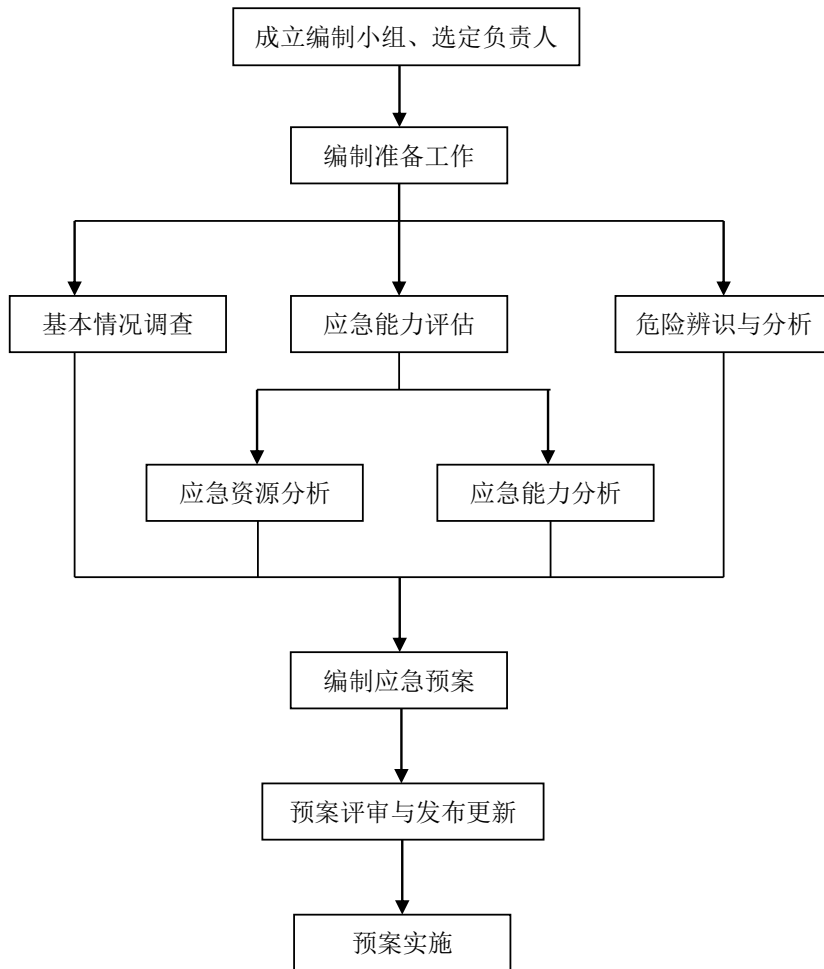 成立编制小组、选定负责人
编制准备工作
基本情况调查
应急能力评估
危险辨识与分析
应急资源分析
应急能力分析
编制应急预案
预案评审与发布更新
预案实施